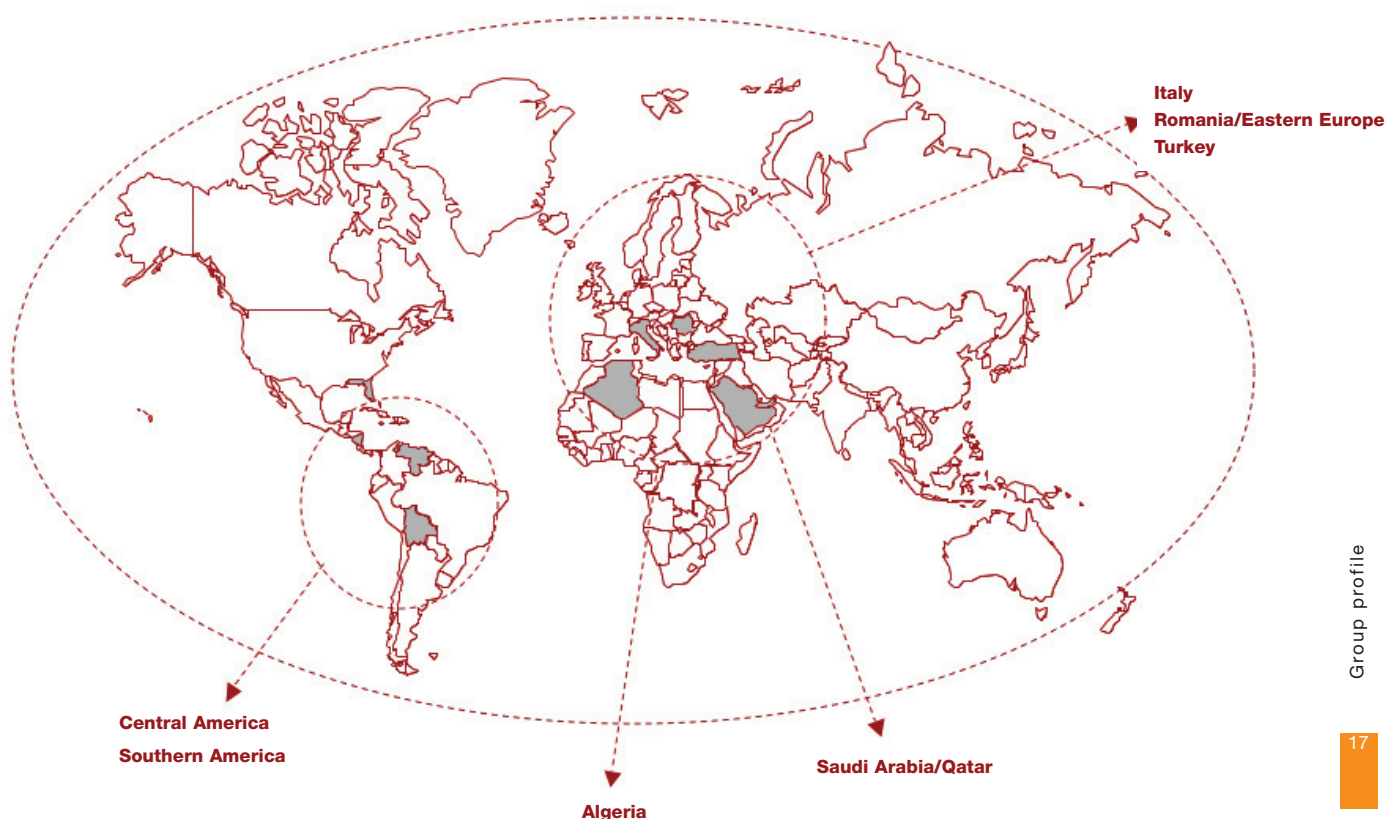 Italy
Romania/Eastern Europe
Turkey
Central America
Southern America
Saudi Arabia/Qatar
Algeria
Group profile
17